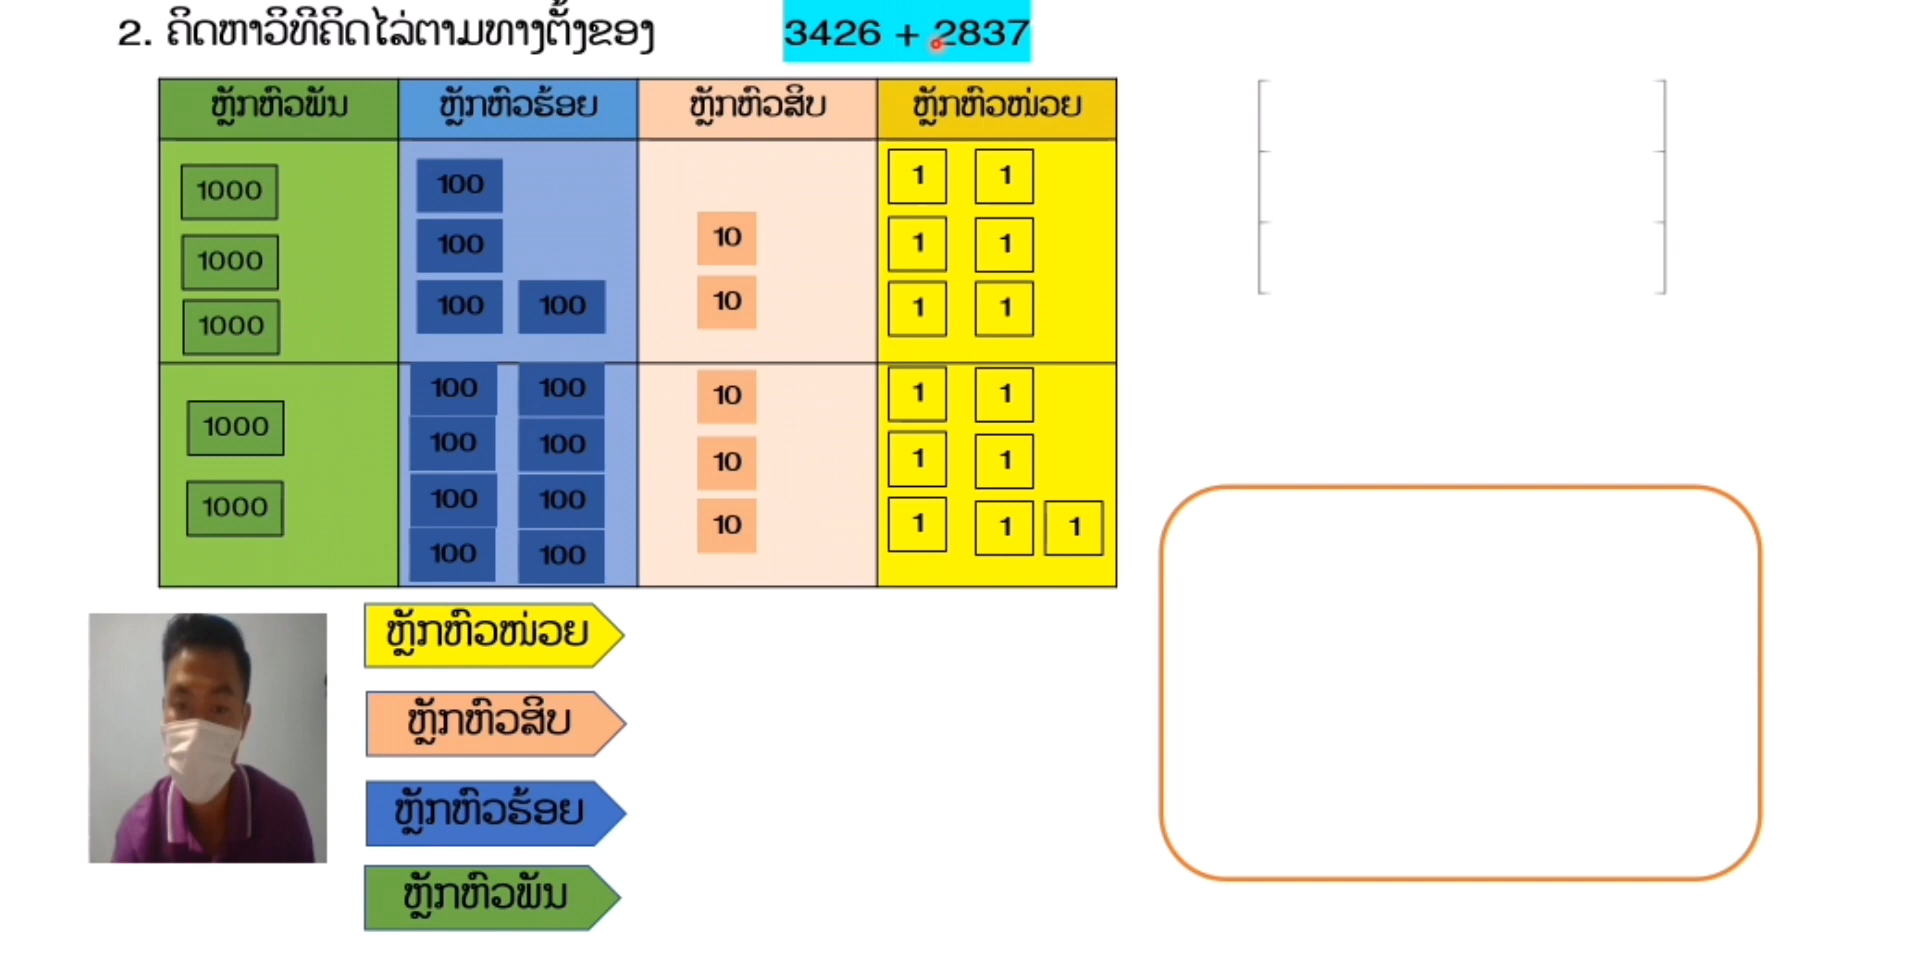 2. ຄິດຫາວິທີຄິດໄລ່ຕາມທາງຕັ້ງຂອງ 3426 + 2837
ຫຼັກຫົວພັນ ຫຼັກຫົວຮ້ອຍ ຫຼັກຫົວສິບ ຫຼັກຫົວໜ່ວຍ
1000 100 10 1 1
1000 100 10 1 1
1000 100 100 1 1
1000 100 100 10 1 1
1000 100 100 10 1 1
100 100 10 1 1 1
100 100
ຫຼັກຫົວໜ່ວຍ
ຫຼັກຫົວສິບ
ຫຼັກຫົວຮ້ອຍ
ຫຼັກຫົວພັນ